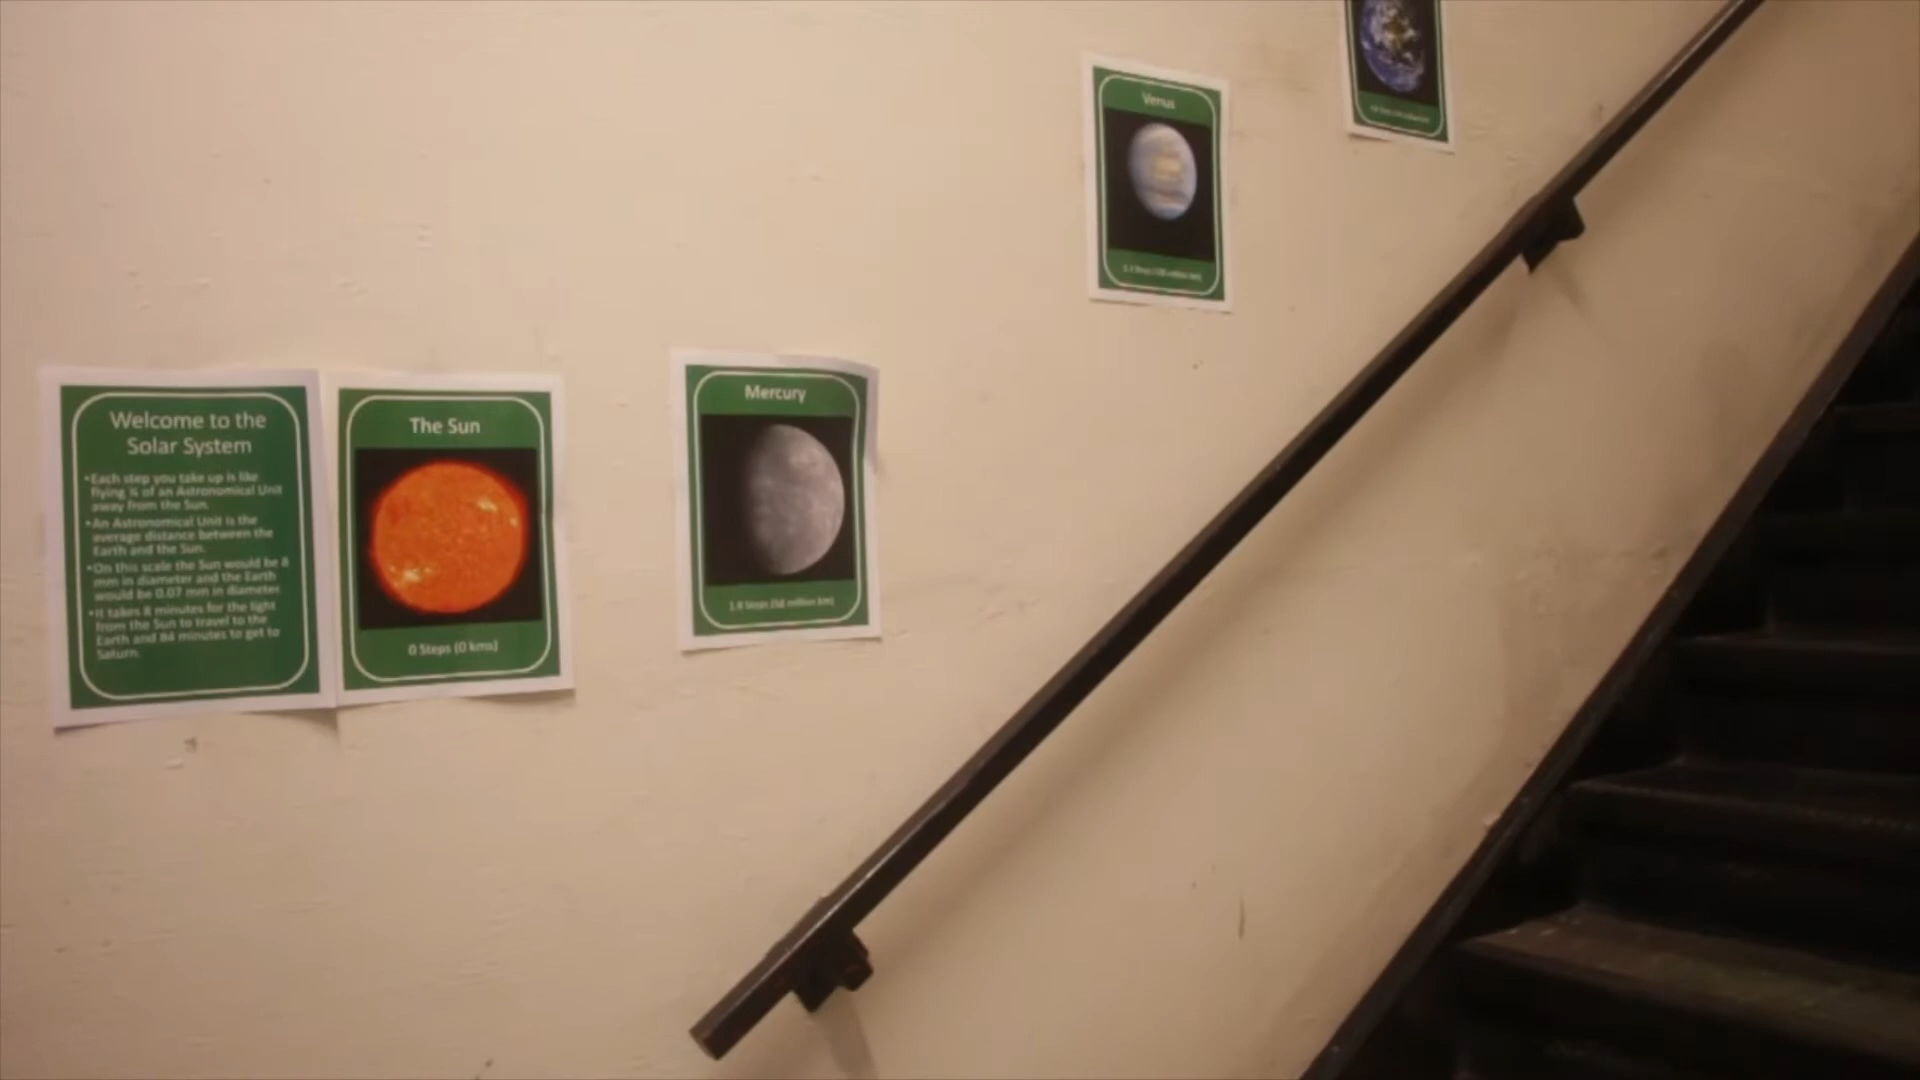 Welcome to the
Solar System
•Each step you take up is like
flying ¼ of an Astronomical Unit
away from the Sun.
•An Astronomical Unit is the
average distance between the
Earth and the Sun.
•On this scale the Sun would be 8
mm in diameter and the Earth
would be 0.07 mm in diameter.
•It takes 8 minutes for the light
from the Sun to travel to the
Earth and 84 minutes to get to
Saturn.
The Sun
0 Steps (0 kms)
Mercury
Steps (58 million km)
Venus
Steps (108 million km)